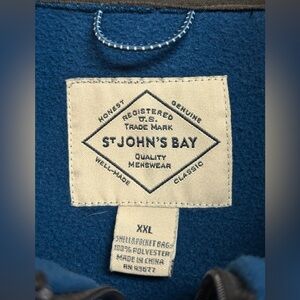 HONEST
GENUINE
REGISTERED
U.S.
TRADE MARK
ST JOHN'S BAY
QUALITY
MENSWEAR
WELL-MADE
CLASSIC
XXL
SHELL & POCKET BAG:
100% POLYESTER
MADE IN CHINA
RN 93677